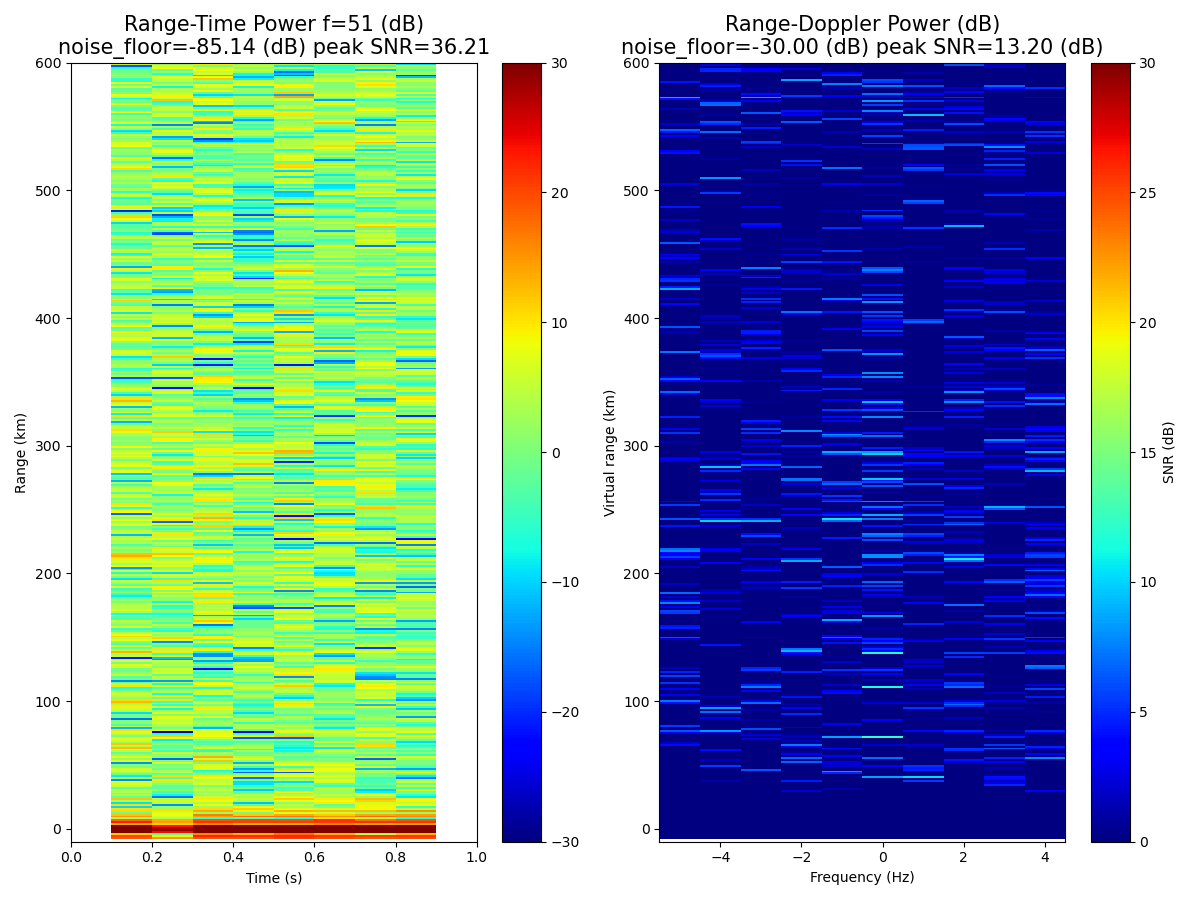 Range-Time Power f=51 (dB)
noise_floor=-85.14 (dB) peak SNR=36.21
Range (km)
600
500
400
300
200
100
0
0.0 0.2 0.4 0.6 0.8 1.0
Time (s)
30
20
10
0
−10
−20
−30
Range-Doppler Power (dB)
noise_floor=-30.00 (dB) peak SNR=13.20 (dB)
Virtual range (km)
600
500
400
300
200
100
0
−4 −2 0 2 4
Frequency (Hz)
30
25
20
15
10
5
0
SNR (dB)